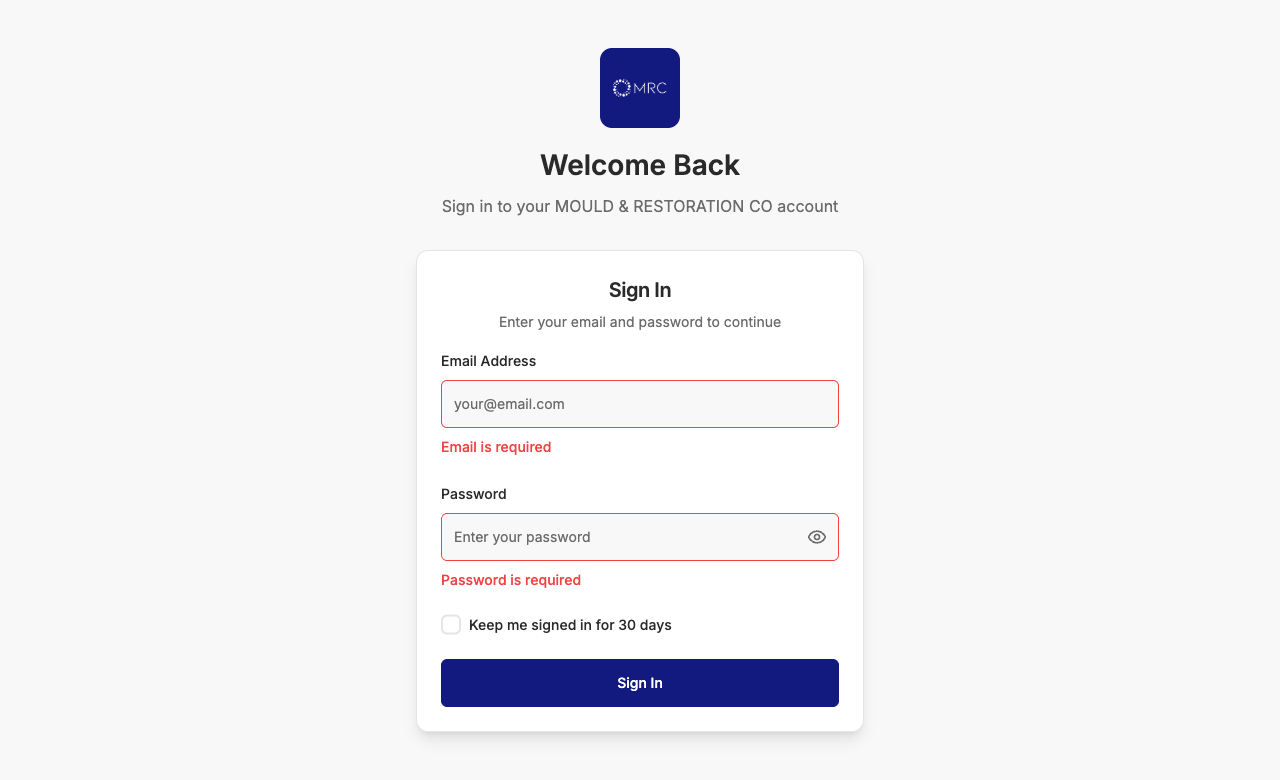 MRC
Welcome Back
Sign in to your MOULD & RESTORATION CO account
Sign In
Enter your email and password to continue
Email Address
your@email.com
Email is required
Password
Enter your password
Password is required
Keep me signed in for 30 days
Sign In